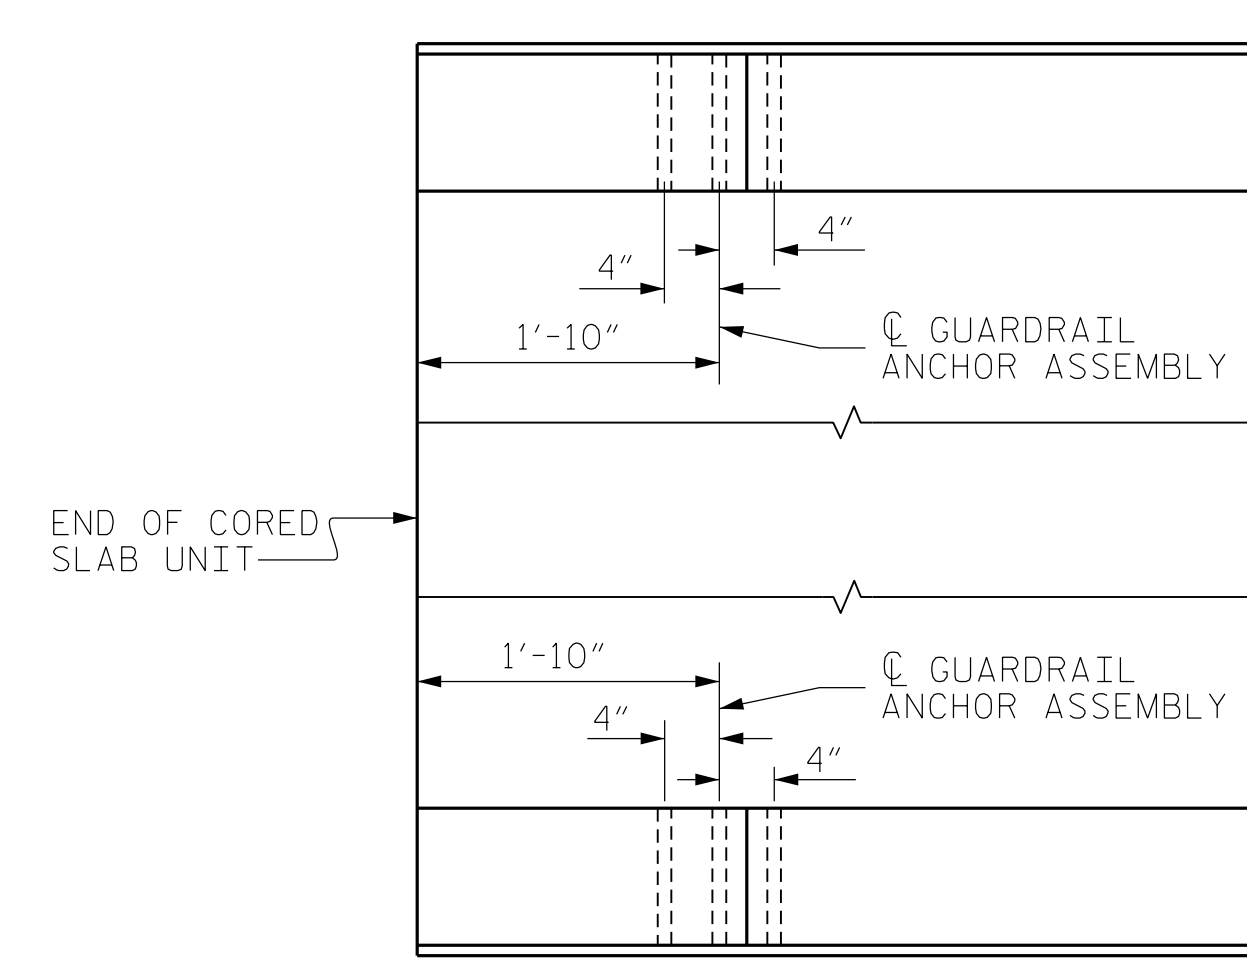 4"
4"
1'-10"
℄ GUARDRAIL
ANCHOR ASSEMBLY
END OF CORED
SLAB UNIT
1'-10"
℄ GUARDRAIL
ANCHOR ASSEMBLY
4"
4"